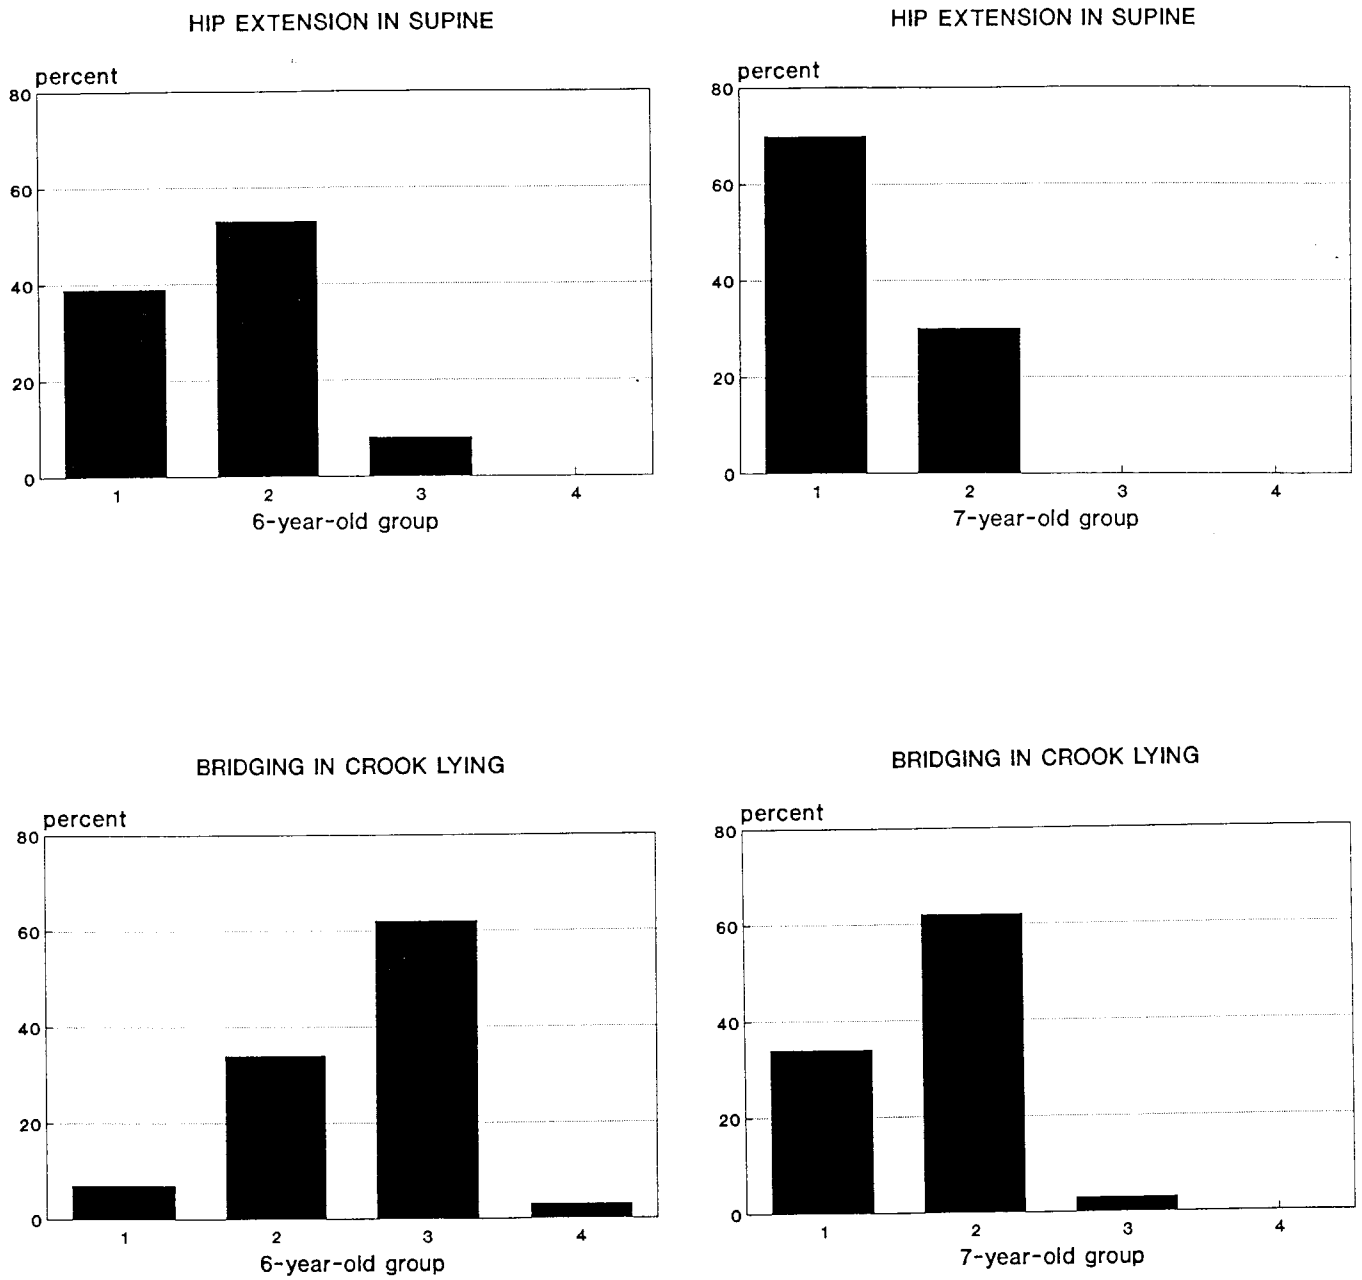 HIP EXTENSION IN SUPINE
percent
80
60
40
20
0
1 2 3 4
6-year-old group
HIP EXTENSION IN SUPINE
percent
80
60
40
20
0
1 2 3 4
7-year-old group
BRIDGING IN CROOK LYING
percent
80
60
40
20
0
1 2 3 4
6-year-old group
BRIDGING IN CROOK LYING
percent
80
60
40
20
0
1 2 3 4
7-year-old group